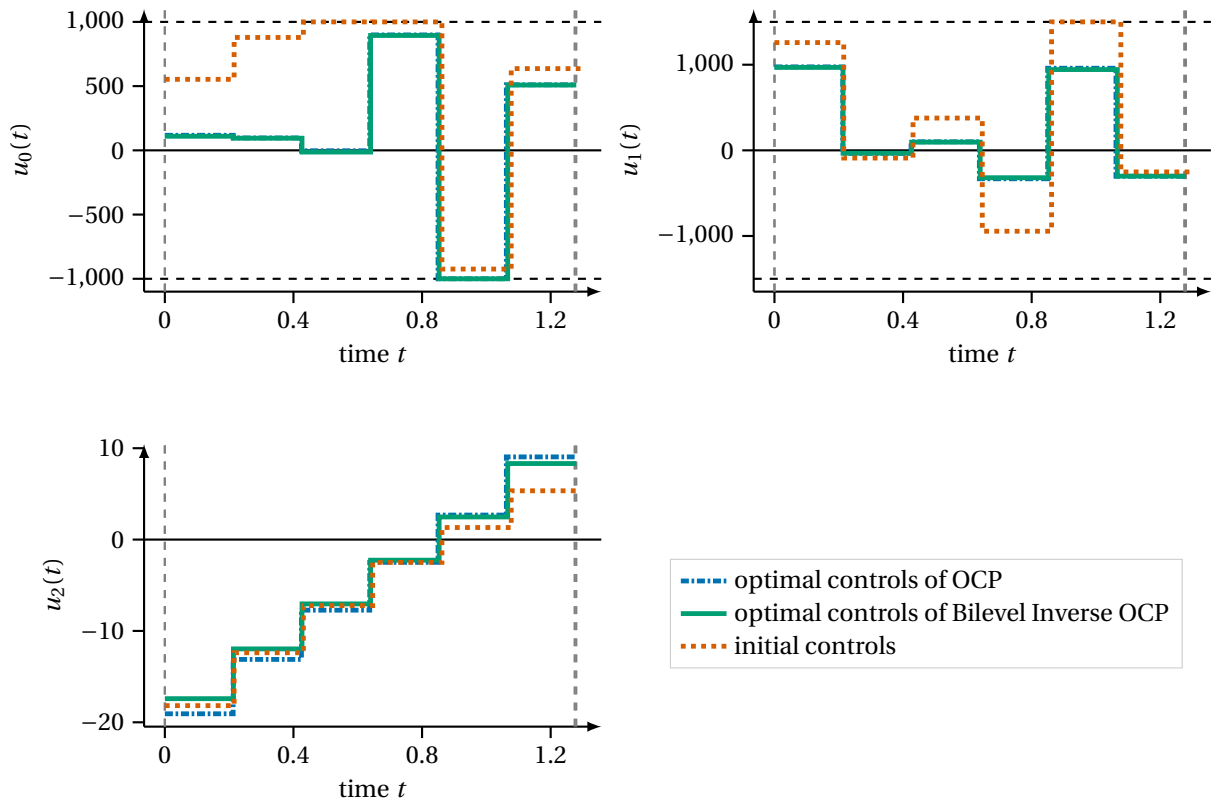 1,000
500
0
−500
−1,000
u₀(t)
0 0.4 0.8 1.2
time t
1,000
0
−1,000
u₁(t)
0 0.4 0.8 1.2
time t
10
0
−10
−20
u₂(t)
0 0.4 0.8 1.2
time t
optimal controls of OCP
optimal controls of Bilevel Inverse OCP
initial controls